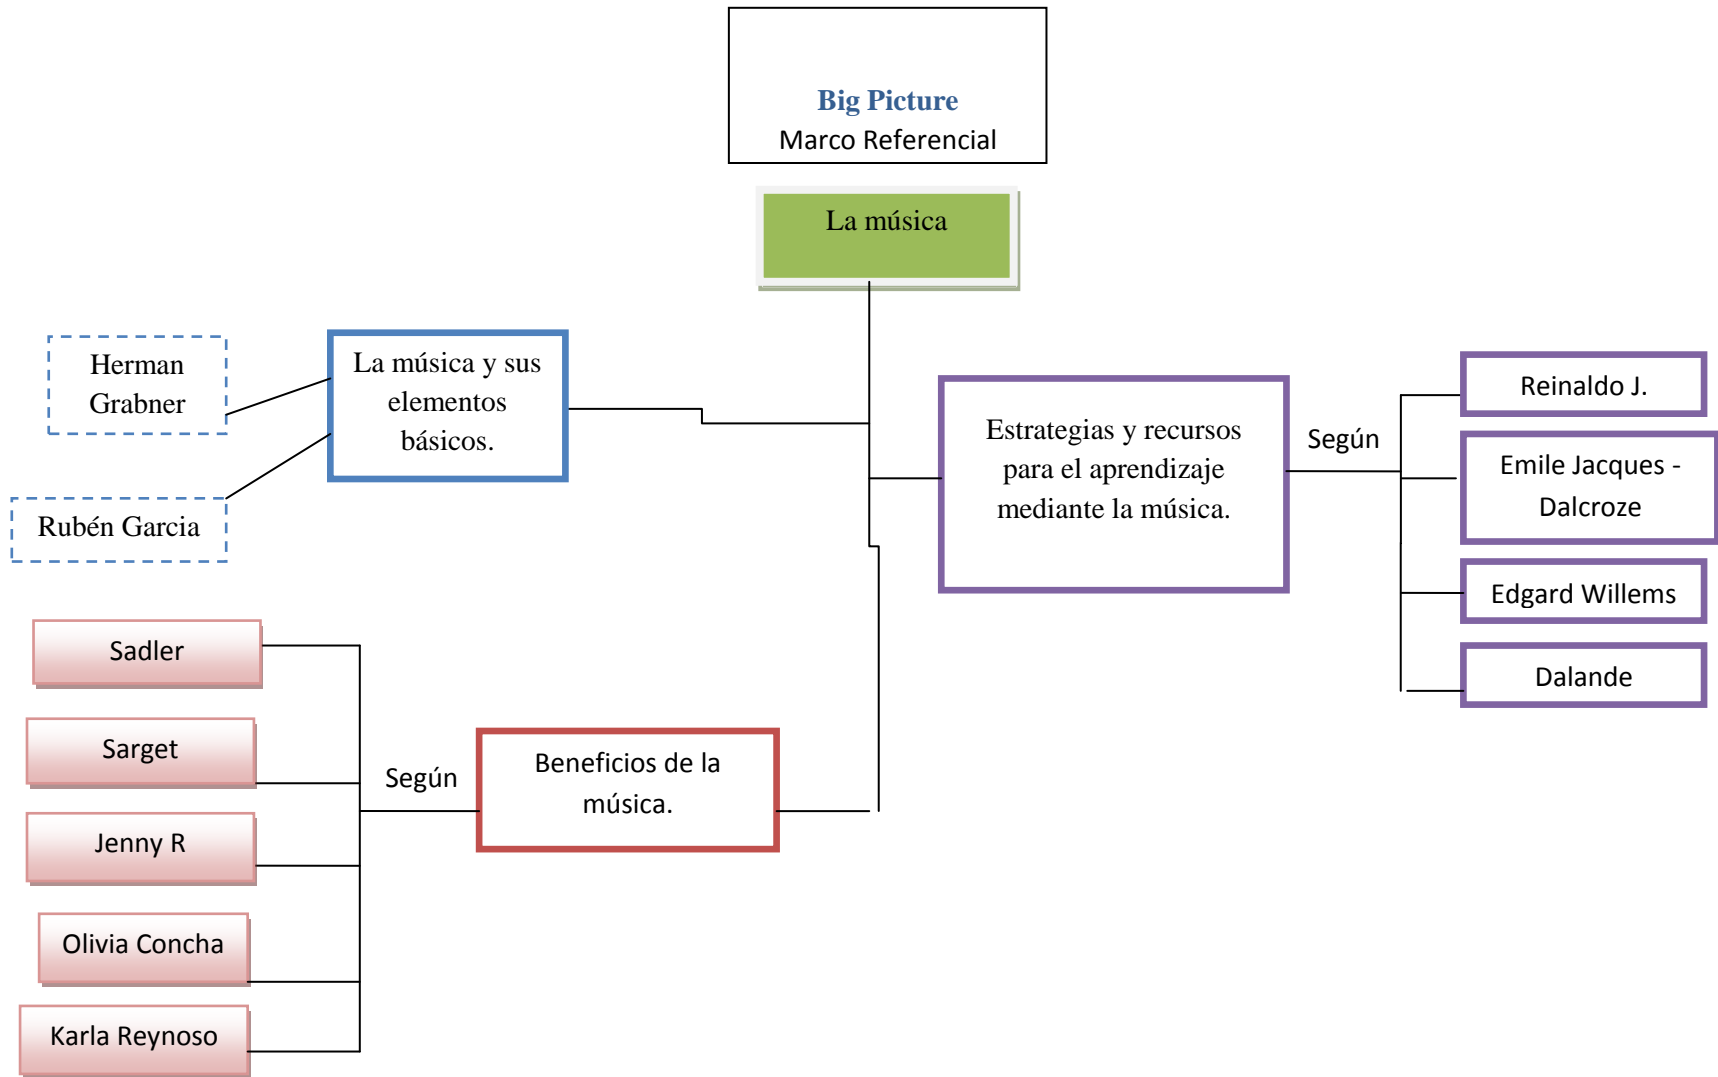 Big Picture
Marco Referencial
La música
Herman
Grabner
Rubén Garcia
La música y sus
elementos
básicos.
Estrategias y recursos
para el aprendizaje
mediante la música.
Según
Reinaldo J.
Emile Jacques -
Dalcroze
Edgard Willems
Dalande
Sadler
Sarget
Jenny R
Olivia Concha
Karla Reynoso
Según
Beneficios de la
música.